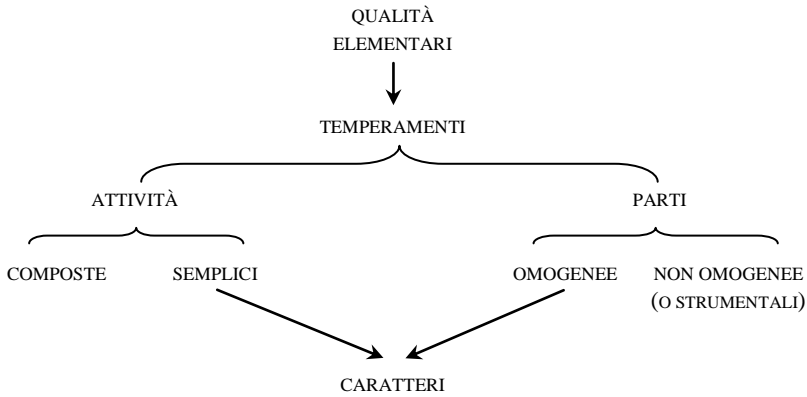 QUALITÀ
ELEMENTARI
TEMPERAMENTI
ATTIVITÀ PARTI
COMPOSTE SEMPLICI OMOGENEE NON OMOGENEE
(O STRUMENTALI)
CARATTERI